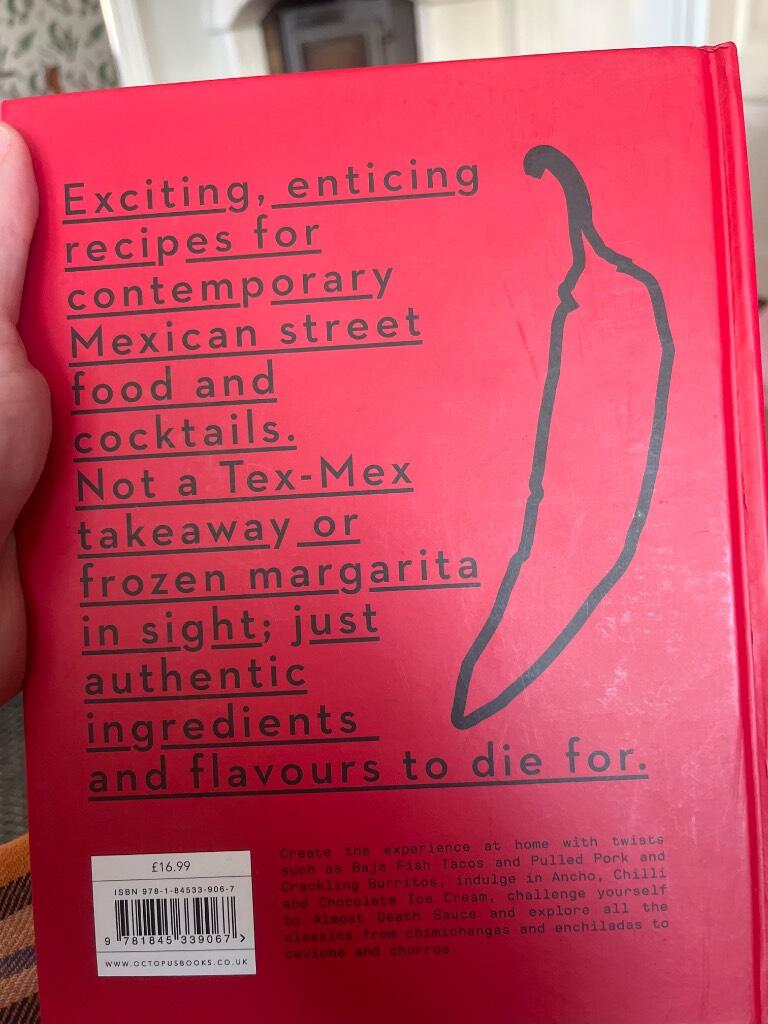 Exciting, enticing
recipes for
contemporary
Mexican street
food and
cocktails.
Not a Tex-Mex
takeaway or
frozen margarita
in sight; just
authentic
ingredients
and flavours to die for.
£16.99
ISBN 978-1-84533-906-7
9 781845 339067 >
WWW.OCTOPUSBOOKS.CO.UK
Create the experience at home with twists
such as Baja Fish Tacos and Pulled Pork and
Crackling Burritos, indulge in Ancho, Chilli
and Chocolate Ice Cream, challenge yourself
to Almost Death Sauce and explore all the
classics from chimichangas and enchiladas to
ceviche and churros.